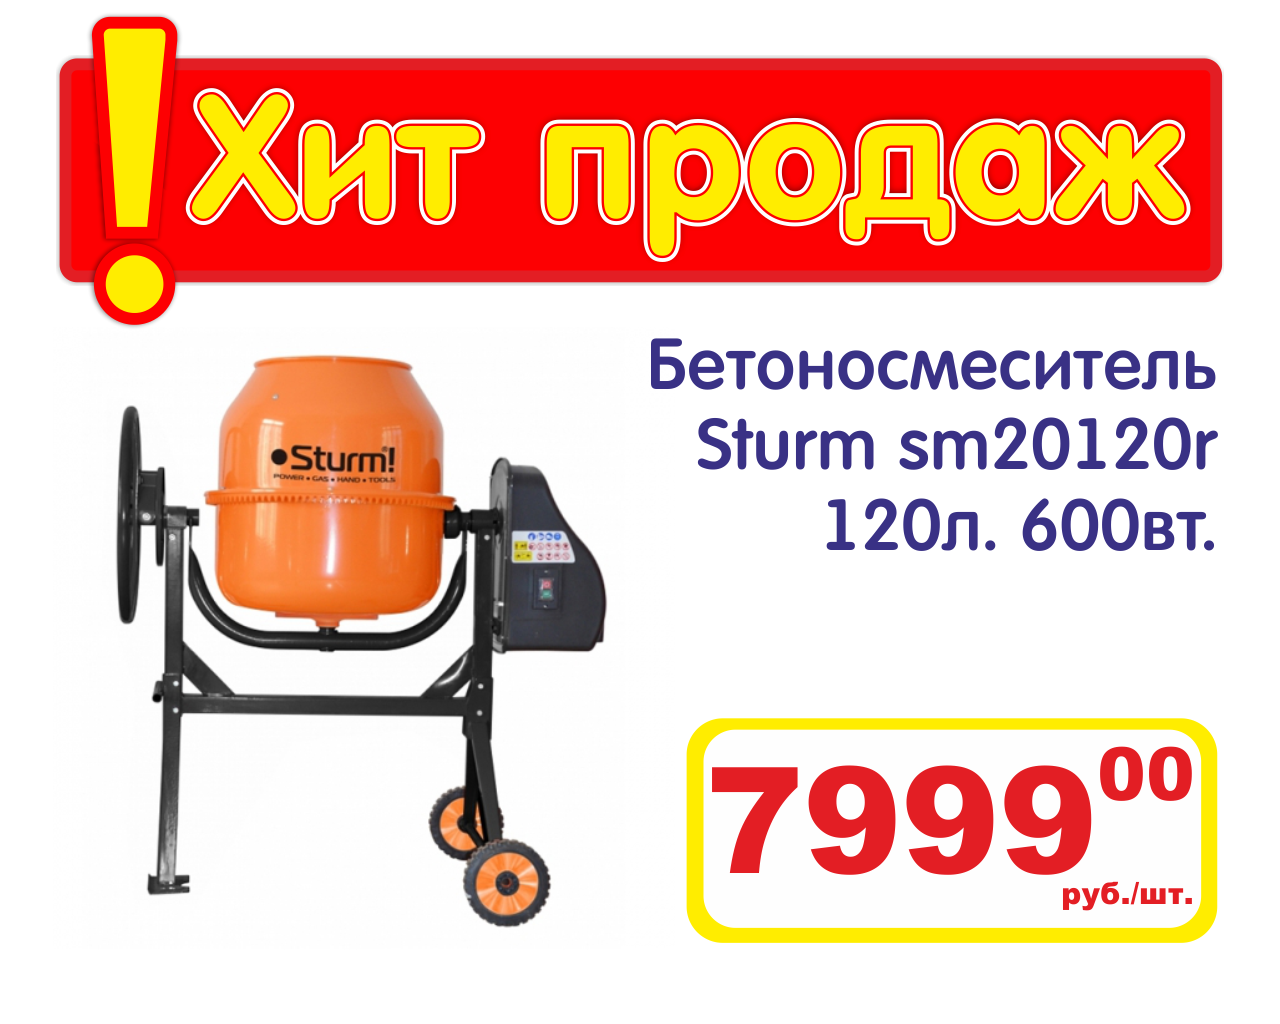 ! Хит продаж
Бетоносмеситель
Sturm sm20120r
120л. 600вт.
Sturm!
POWER • GAS • HAND • TOOLS
7999 00
руб./шт.